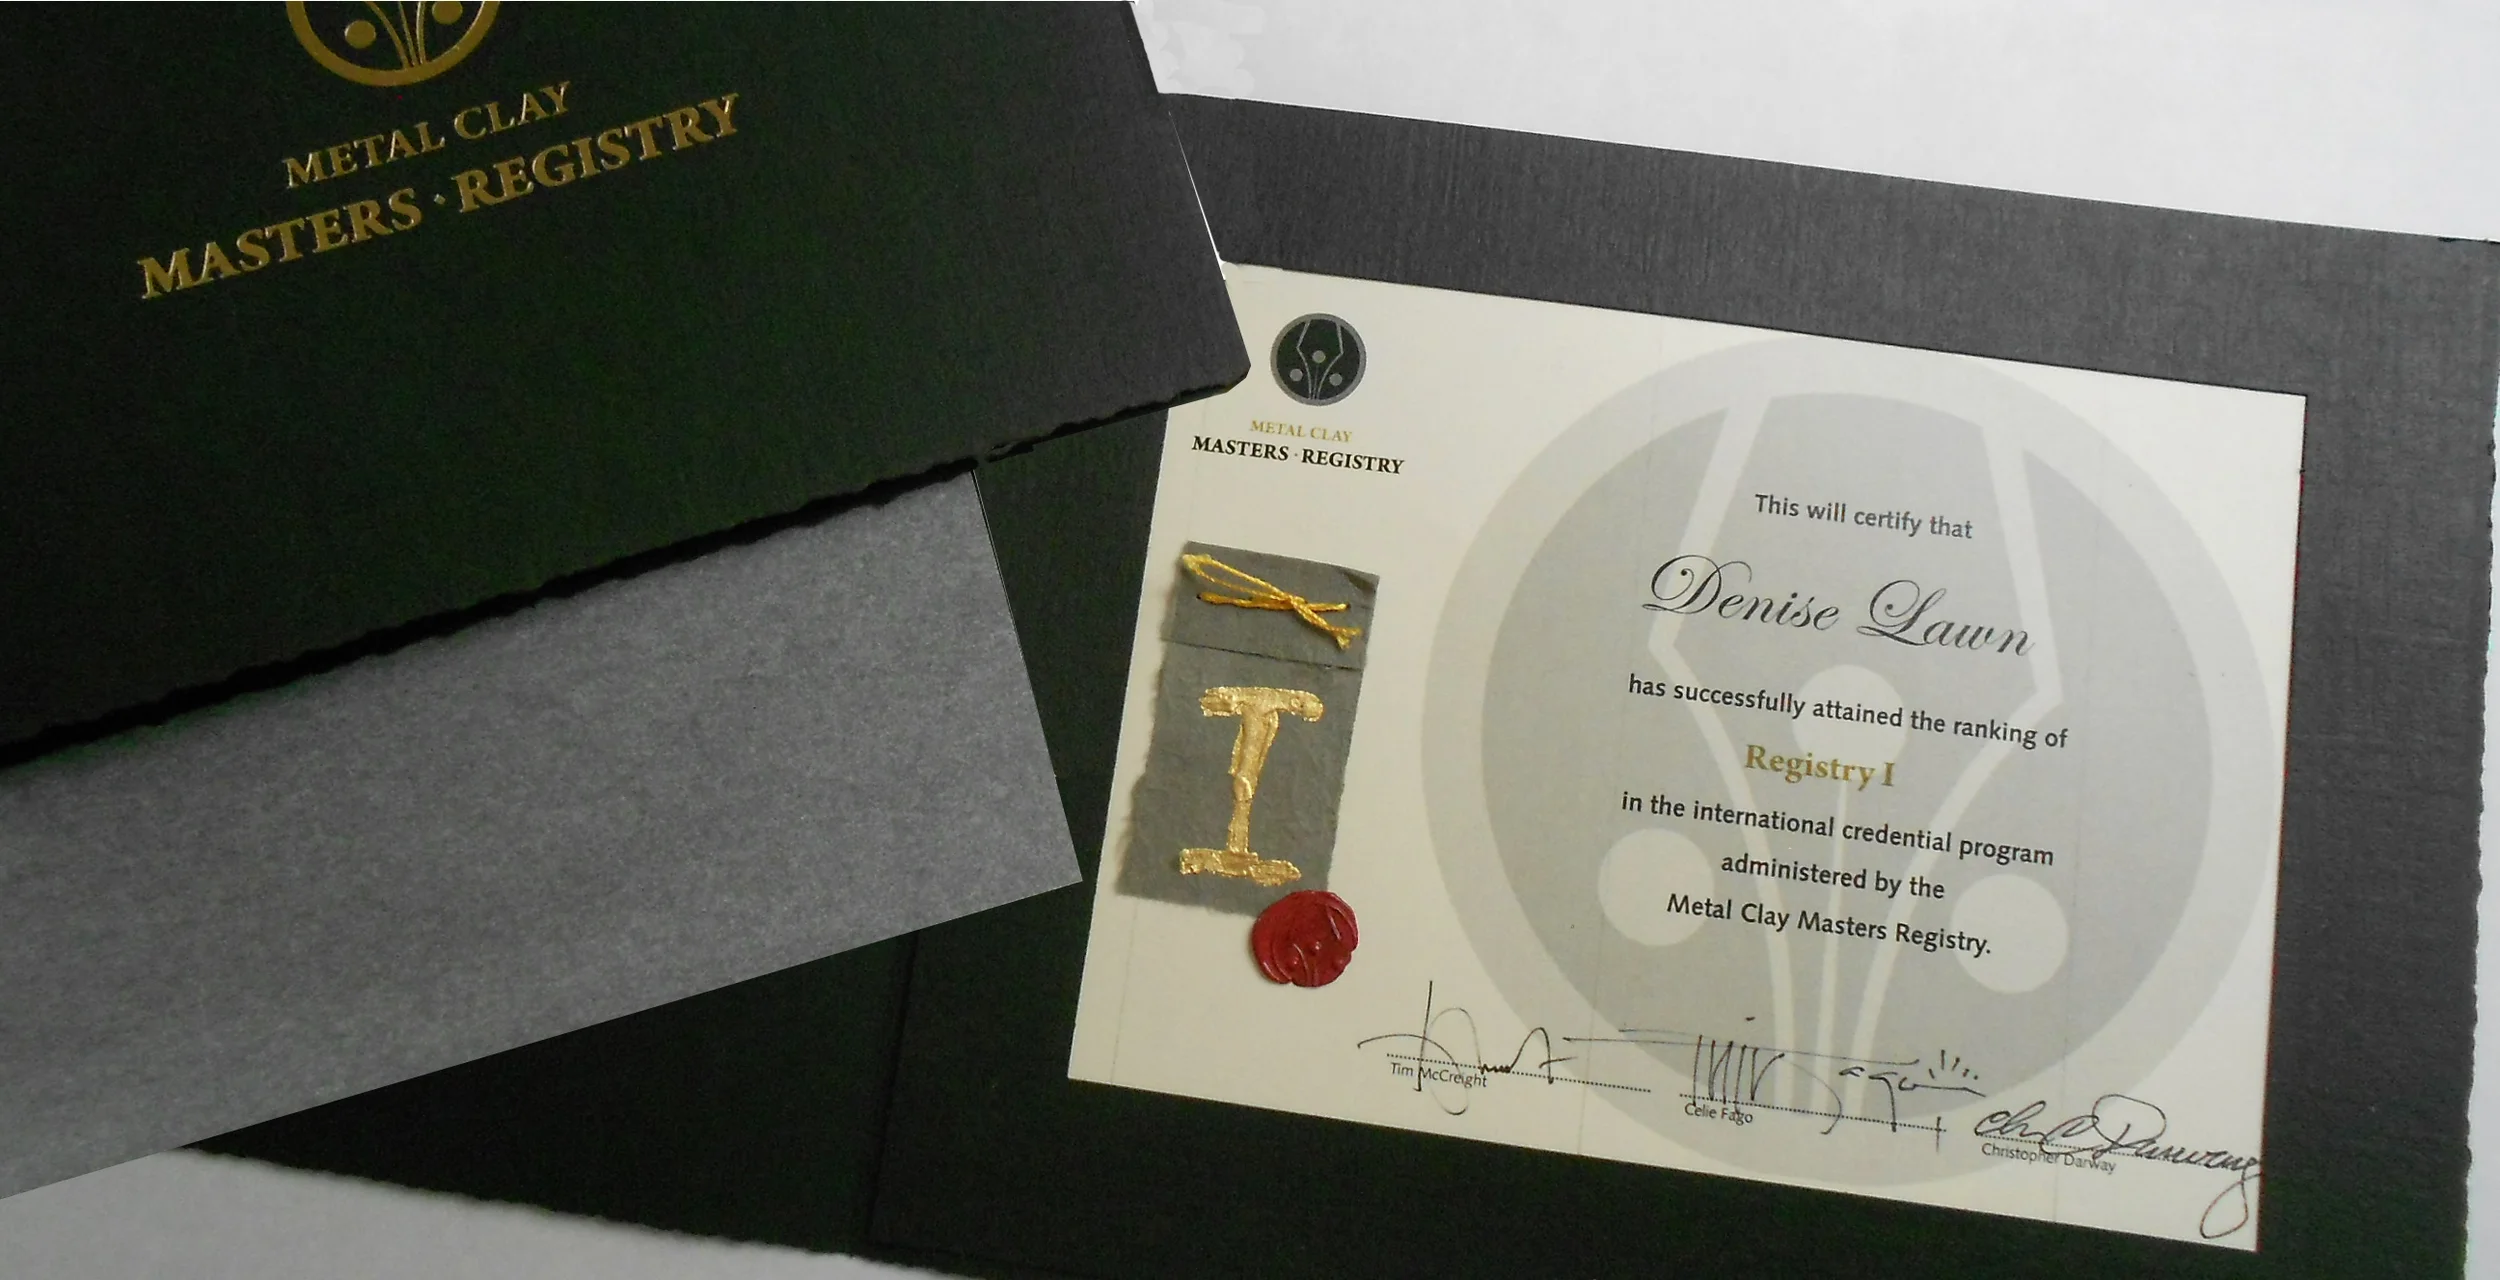 METAL CLAY
MASTERS · REGISTRY
METAL CLAY
MASTERS · REGISTRY
This will certify that
Denise Lawn
has successfully attained the ranking of
Registry I
in the international credential program
administered by the
Metal Clay Masters Registry.
I
Tim McCreight
Celie Fago
Christopher Darway